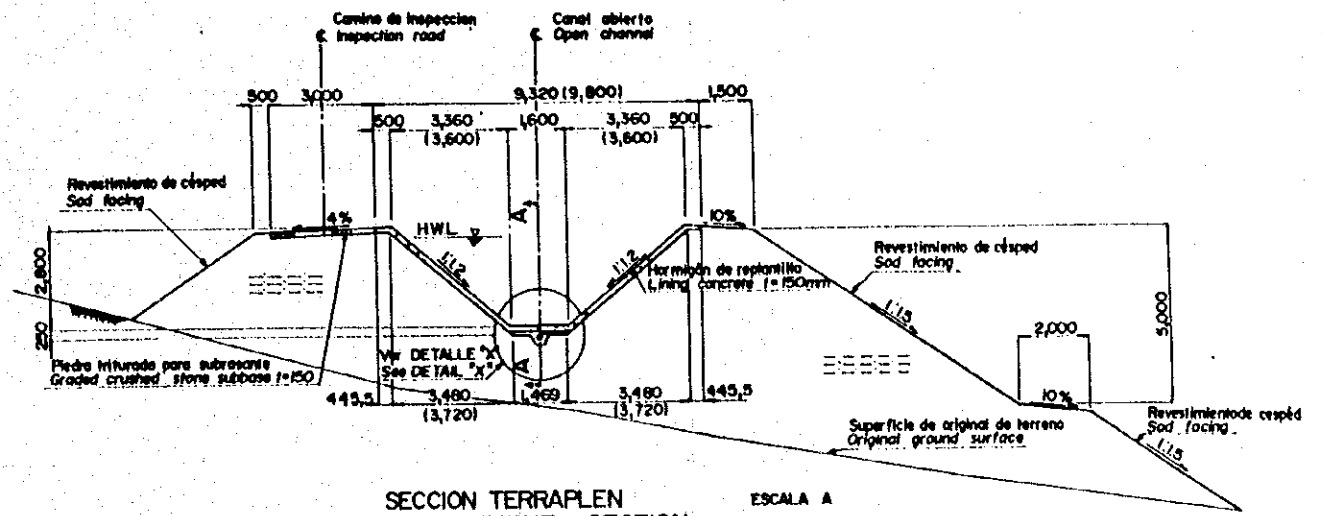 Camino de inspeccion
Inspection road
Canal abierto
Open channel
500
3,000
9,320 (9,800)
1,500
500
3,360
(3,600)
1,600
3,360
(3,600)
500
Revestimiento de césped
Sod facing
4%
HWL
A
10%
Revestimiento de césped
Sod facing
1:1.2
1:1.2
Hormigón de replantillo
Lining concrete t=150mm
2,800
1:1.5
2,000
5,000
250
Piedra triturada para subrasante
Graded crushed stone subbase t=150
Ver DETALLE "X"
See DETAIL "X"
A
445,5
3,480
(3,720)
1,469
3,480
(3,720)
445,5
10%
Revestimiento de cesped
Sod facing
Superficie de original de terreno
Original ground surface
1:1.5
SECCION TERRAPLEN
ESCALA A